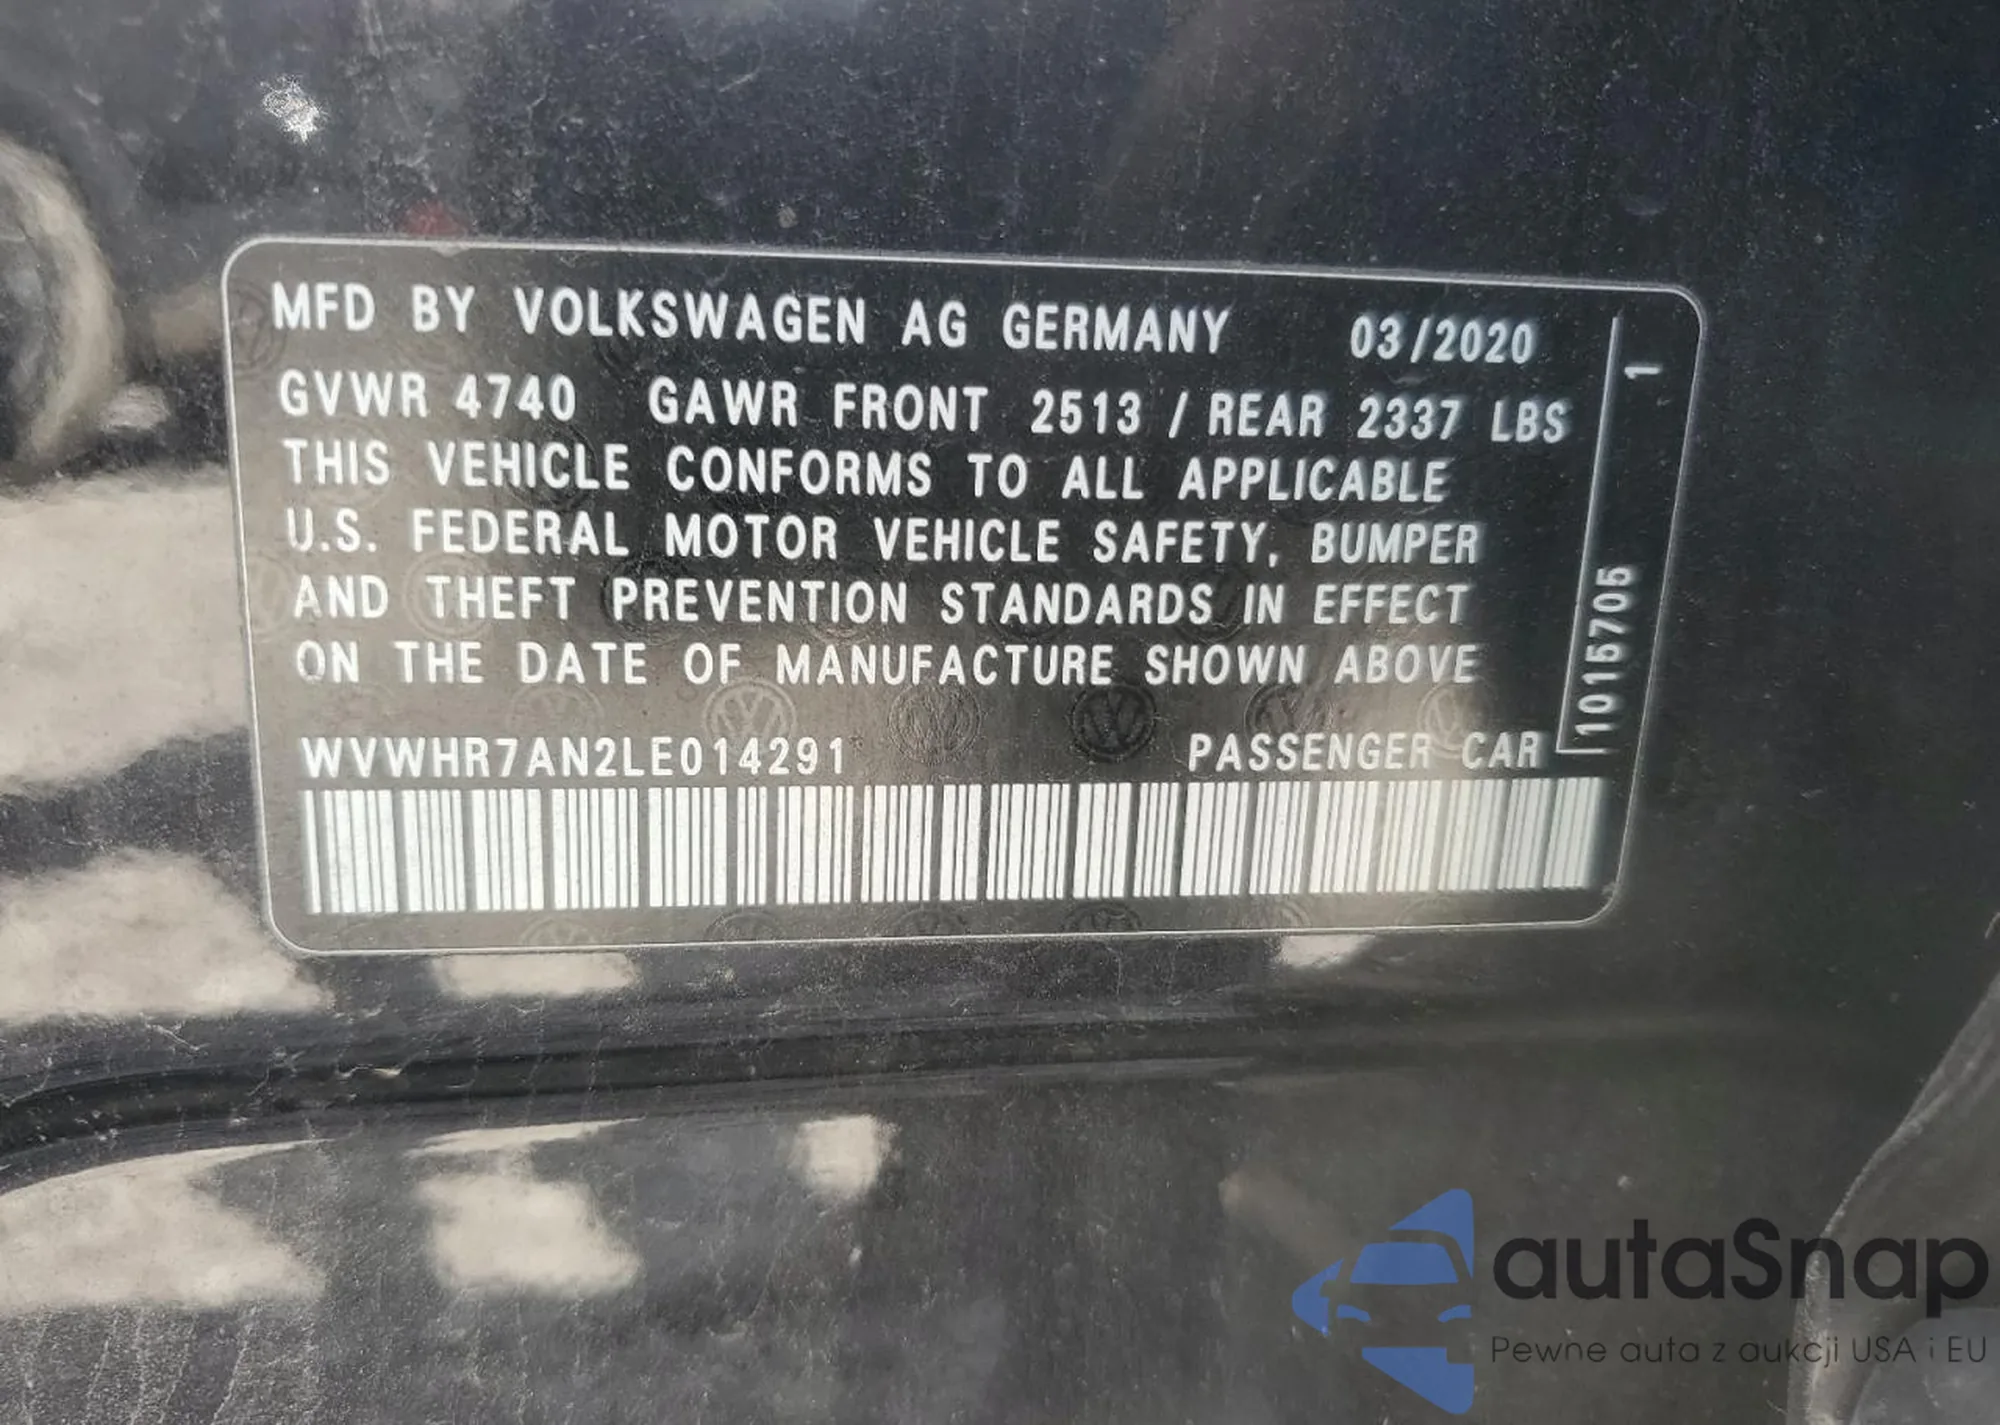 MFD BY VOLKSWAGEN AG GERMANY 03/2020
GVWR 4740 GAWR FRONT 2513 / REAR 2337 LBS
THIS VEHICLE CONFORMS TO ALL APPLICABLE
U.S. FEDERAL MOTOR VEHICLE SAFETY, BUMPER
AND THEFT PREVENTION STANDARDS IN EFFECT
ON THE DATE OF MANUFACTURE SHOWN ABOVE
WVWHR7AN2LE014291 PASSENGER CAR
1015705 1
autaSnap
Pewne auta z aukcji USA i EU